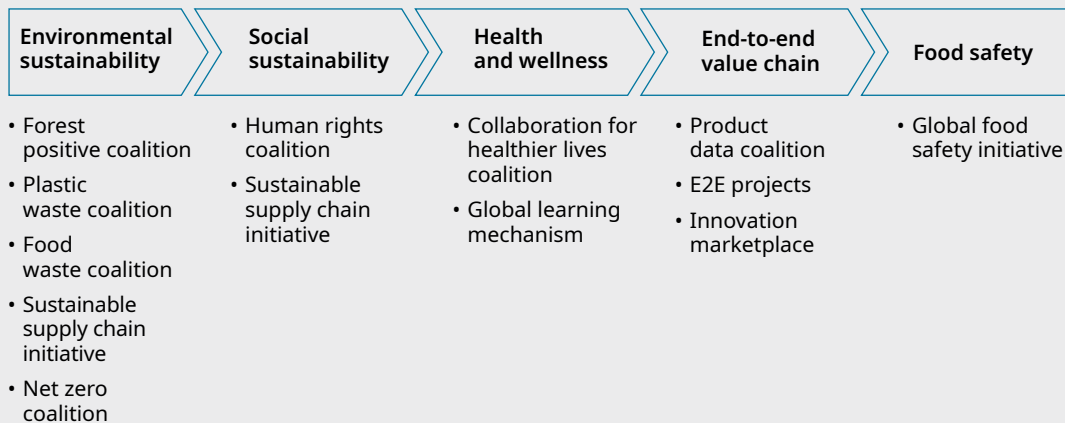 Environmental
sustainability
Social
sustainability
Health
and wellness
End-to-end
value chain
Food safety
• Forest
positive coalition
• Plastic
waste coalition
• Food
waste coalition
• Sustainable
supply chain
initiative
• Net zero
coalition
• Human rights
coalition
• Sustainable
supply chain
initiative
• Collaboration for
healthier lives
coalition
• Global learning
mechanism
• Product
data coalition
• E2E projects
• Innovation
marketplace
• Global food
safety initiative